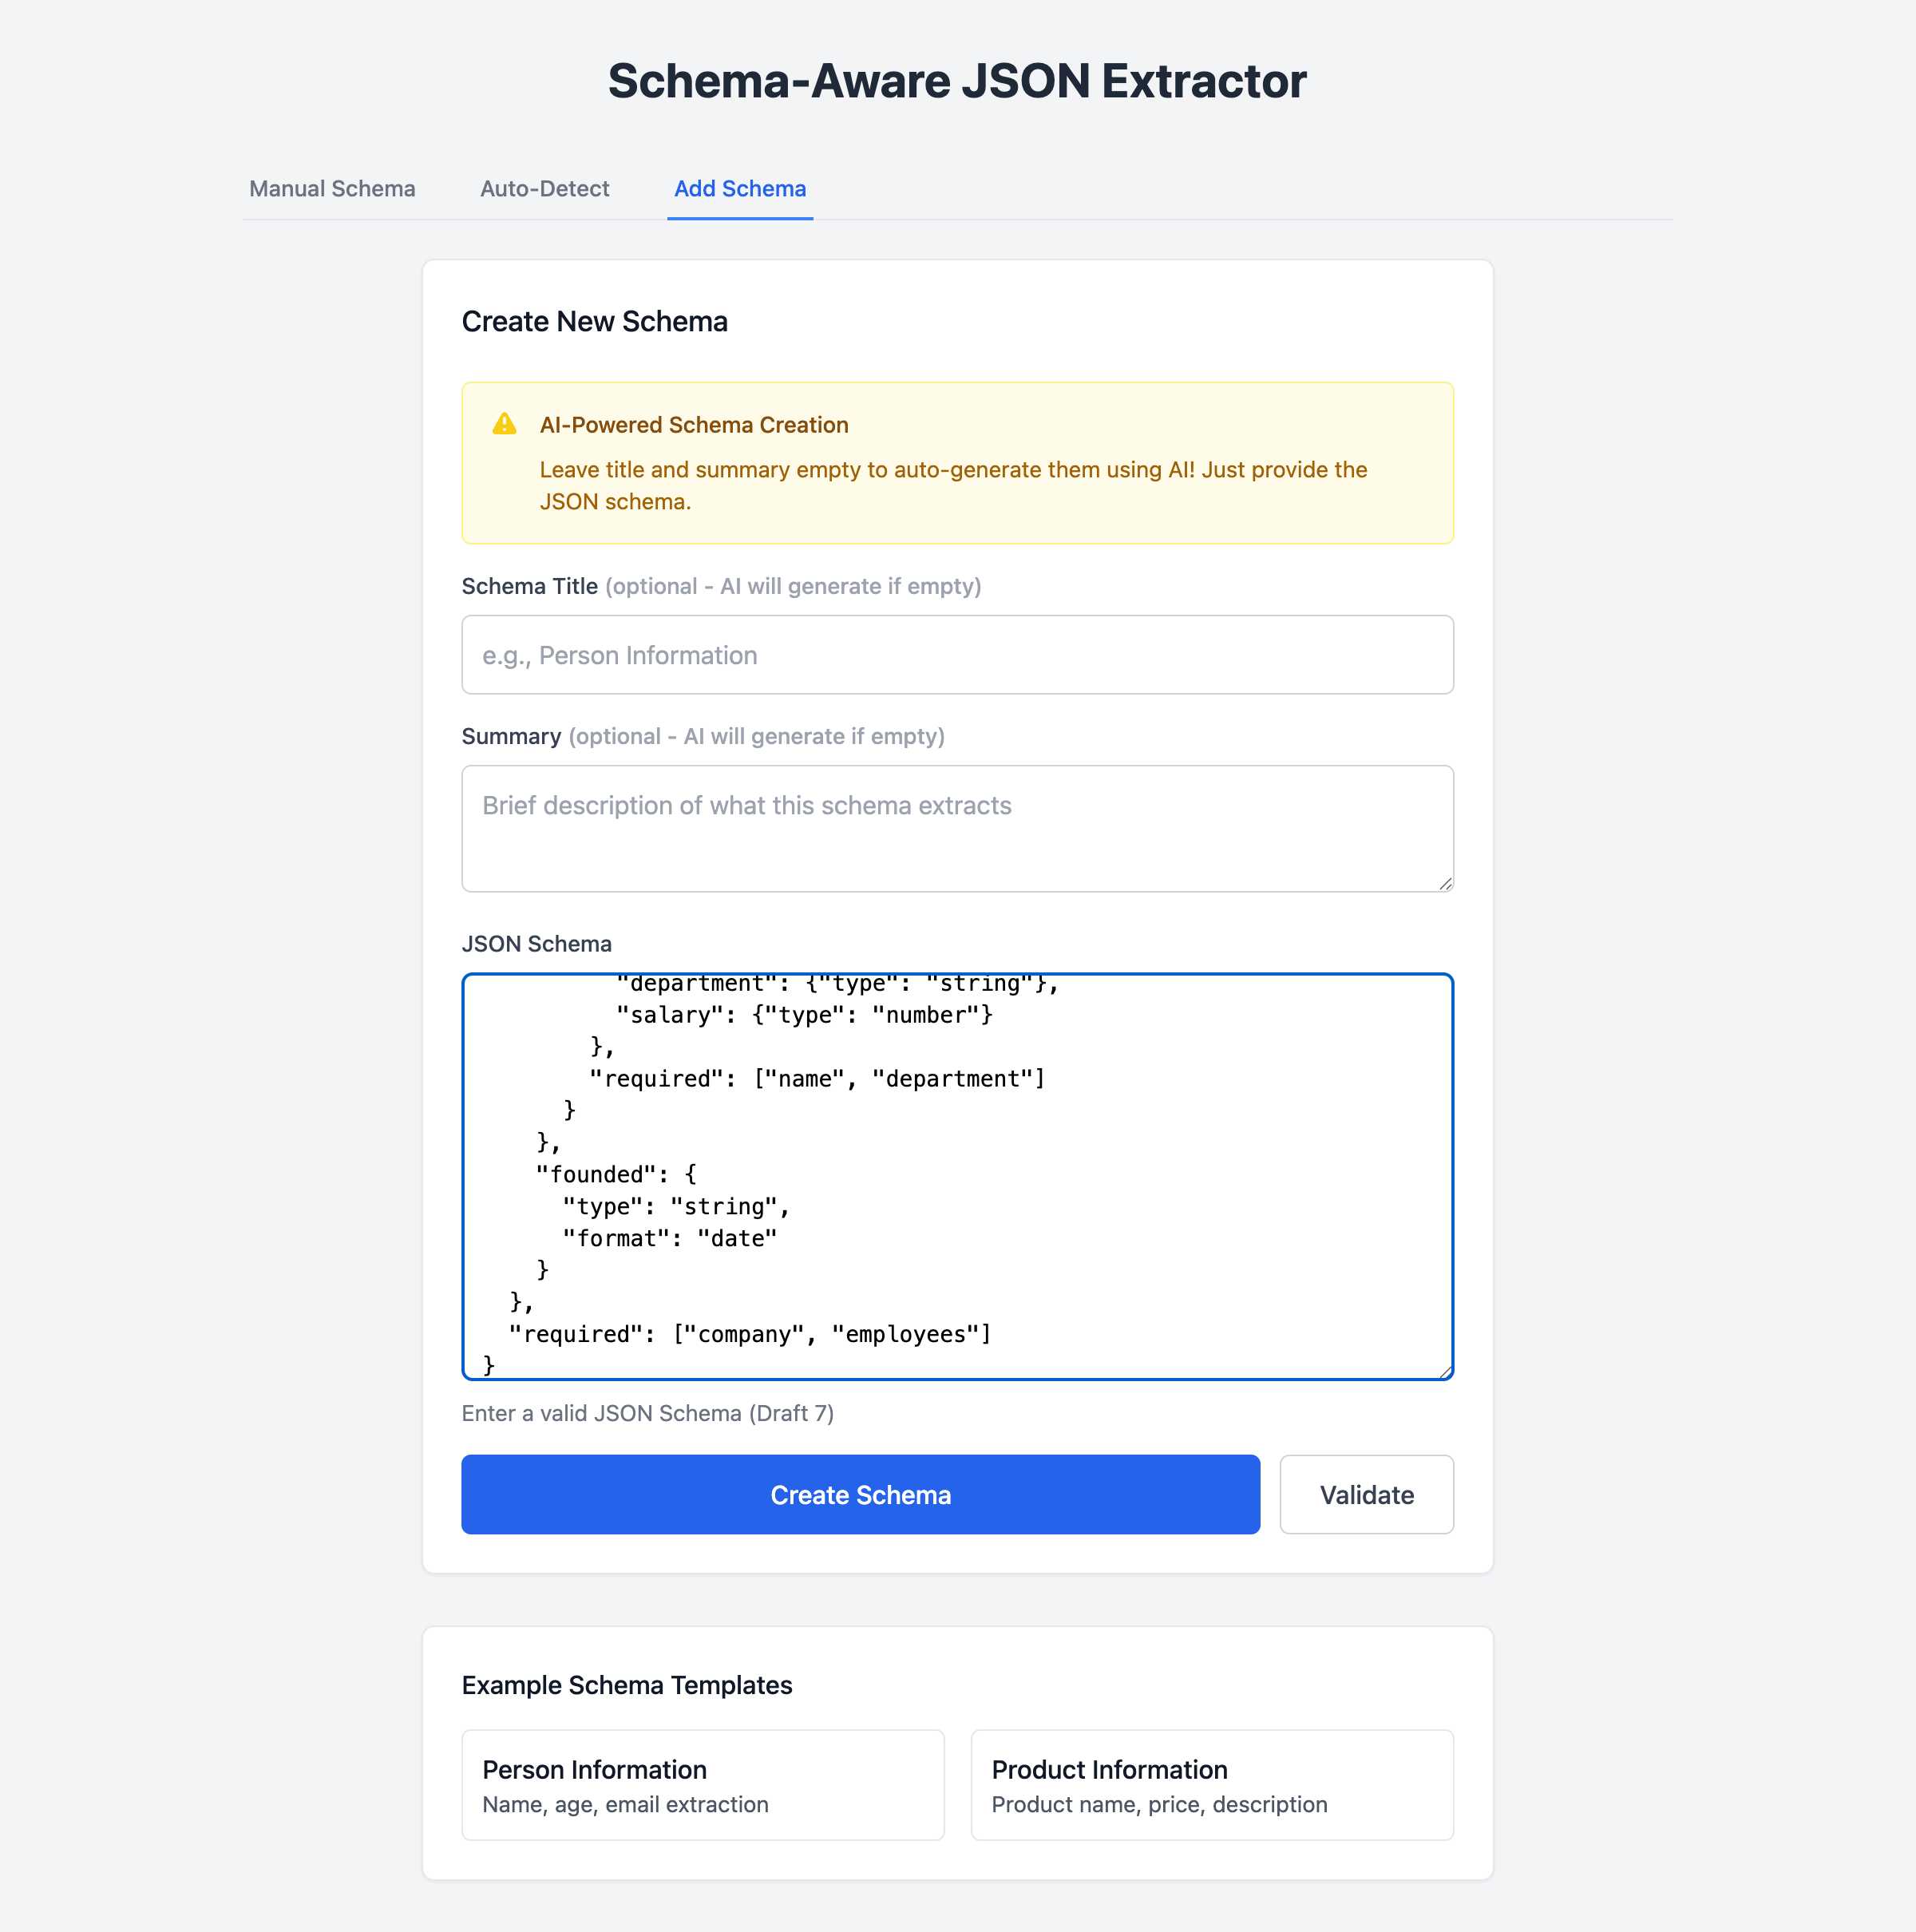 Schema-Aware JSON Extractor
Manual Schema
Auto-Detect
Add Schema
Create New Schema
AI-Powered Schema Creation
Leave title and summary empty to auto-generate them using AI! Just provide the
JSON schema.
Schema Title (optional - AI will generate if empty)
e.g., Person Information
Summary (optional - AI will generate if empty)
Brief description of what this schema extracts
JSON Schema
          "department": {"type": "string"},
          "salary": {"type": "number"}
        },
        "required": ["name", "department"]
      }
    },
    "founded": {
      "type": "string",
      "format": "date"
    }
  },
  "required": ["company", "employees"]
}
Enter a valid JSON Schema (Draft 7)
Create Schema
Validate
Example Schema Templates
Person Information
Name, age, email extraction
Product Information
Product name, price, description